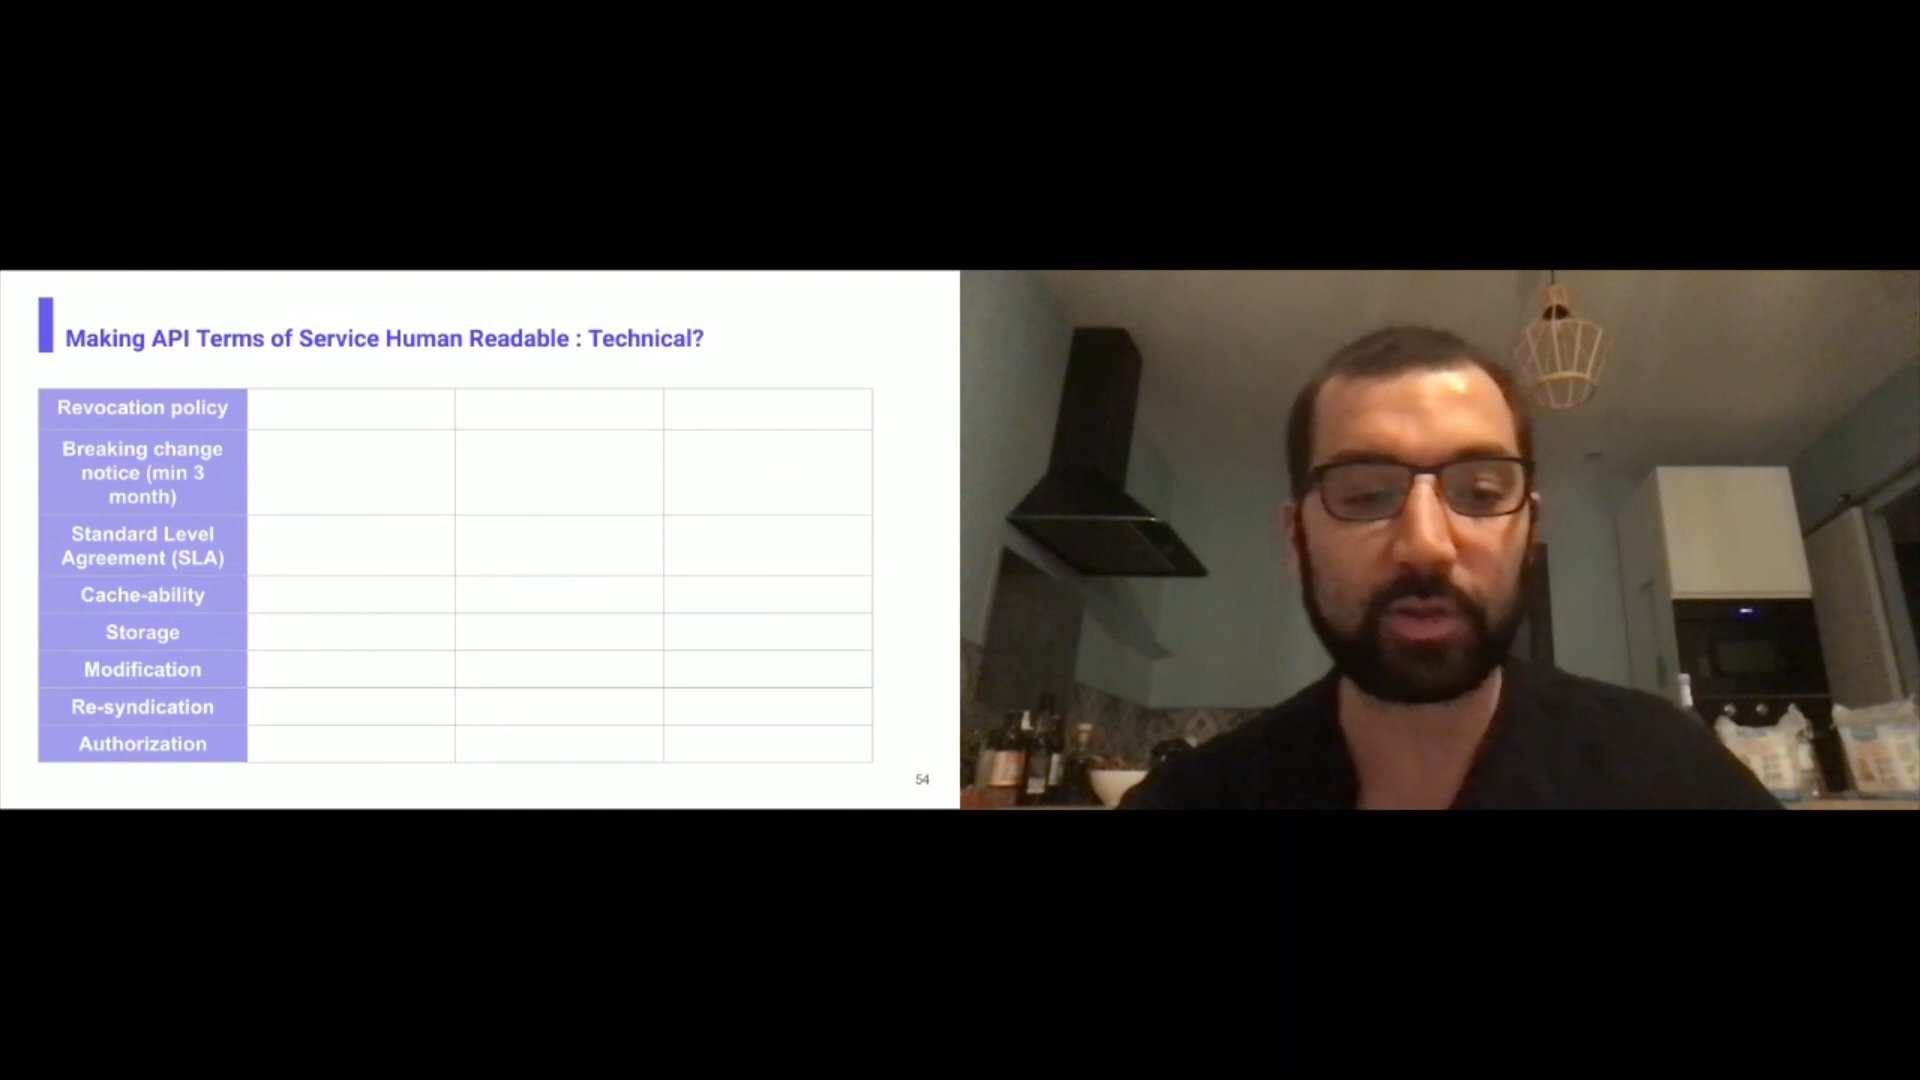 Making API Terms of Service Human Readable : Technical?
Revocation policy
Breaking change
notice (min 3
month)
Standard Level
Agreement (SLA)
Cache-ability
Storage
Modification
Re-syndication
Authorization
54